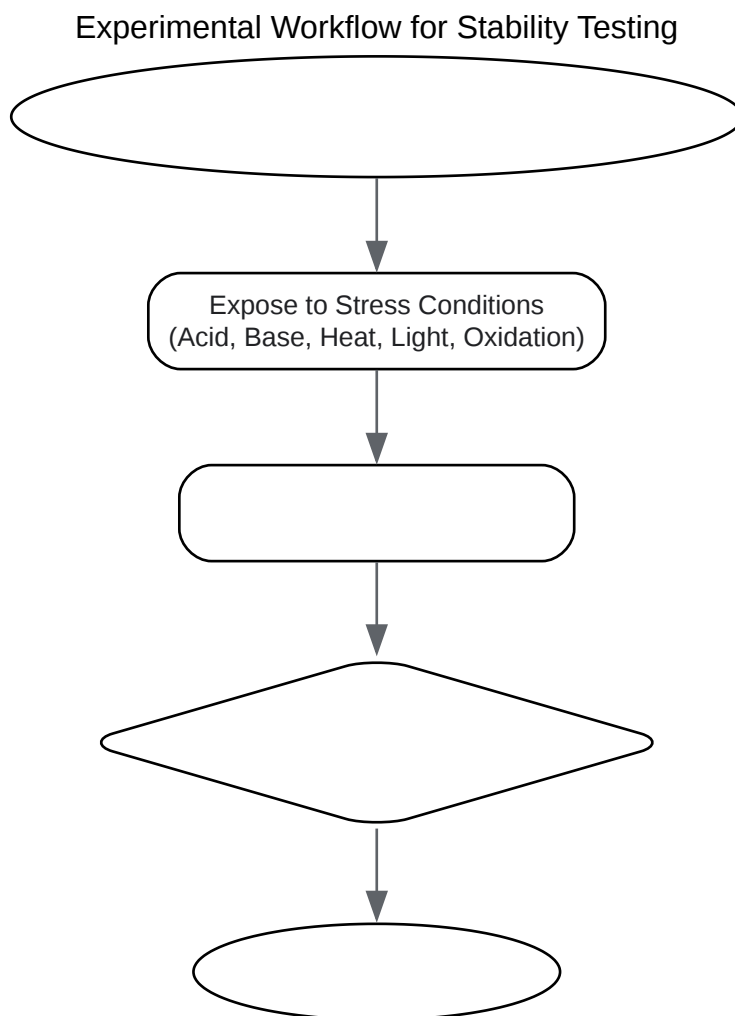 Experimental Workflow for Stability Testing
Expose to Stress Conditions
(Acid, Base, Heat, Light, Oxidation)